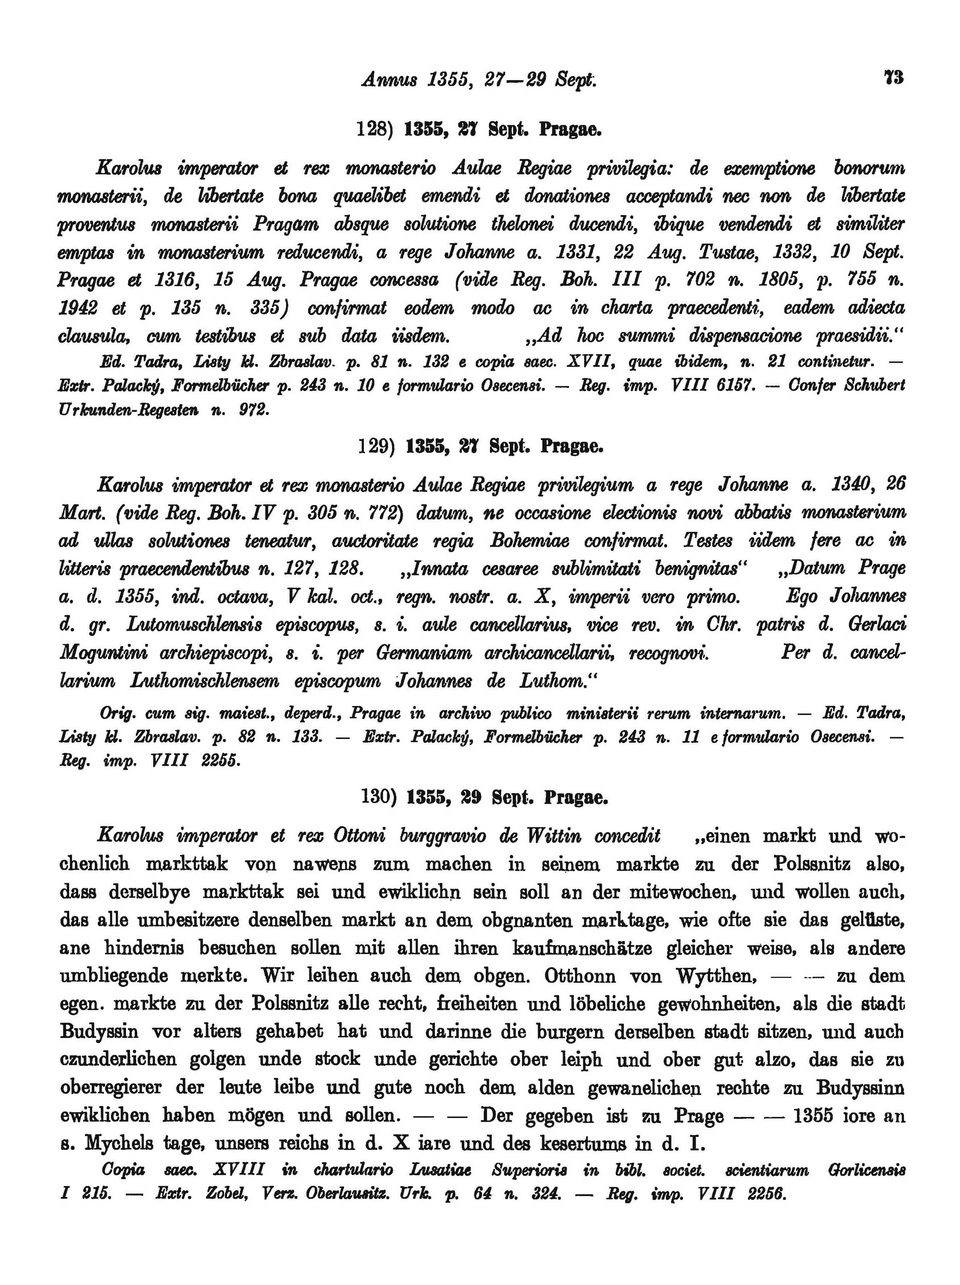 Annus 1355, 27—29 Sept. 73
128) 1355, 27 Sept. Pragae.
Karolus imperator et rex monasterio Aulae Regiae privilegia: de exemptione bonorum
monasterii, de libertate bona quaelibet emendi et donationes acceptandi nec non de libertate
proventus monasterii Pragam absque solutione thelonei ducendi, ibique vendendi et similiter
emptas in monasterium reducendi, a rege Johanne a. 1331, 22 Aug. Tustae, 1332, 10 Sept.
Pragae et 1316, 15 Aug. Pragae concessa (vide Reg. Boh. III p. 702 n. 1805, p. 755 n.
1942 et p. 135 n. 335) confirmat eodem modo ac in charta praecedenti, eadem adiecta
clausula, cum testibus et sub data iisdem. „Ad hoc summi dispensacione praesidii."
Ed. Tadra, Listy kl. Zbraslav. p. 81 n. 132 e copia saec. XVII, quae ibidem, n. 21 continetur. —
Extr. Palacký, Formelbücher p. 243 n. 10 e formulario Osecensi. — Reg. imp. VIII 6157. — Confer Schubert
Urkunden-Regesten n. 972.
129) 1355, 27 Sept. Pragae.
Karolus imperator et rex monasterio Aulae Regiae privilegium a rege Johanne a. 1340, 26
Mart. (vide Reg. Boh. IV p. 305 n. 772) datum, ne occasione electionis novi abbatis monasterium
ad ullas solutiones teneatur, auctoritate regia Bohemiae confirmat. Testes iidem fere ac in
litteris praecendentibus n. 127, 128. „Innata cesaree sublimitati benignitas" „Datum Prage
a. d. 1355, ind. octava, V kal. oct., regn. nostr. a. X, imperii vero primo. Ego Johannes
d. gr. Lutomuschlensis episcopus, s. i. aule cancellarius, vice rev. in Chr. patris d. Gerlaci
Moguntini archiepiscopi, s. i. per Germaniam archicancellarii, recognovi. Per d. cancel-
larium Luthomischlensem episcopum Johannes de Luthom."
Orig. cum sig. maiest., deperd., Pragae in archivo publico ministerii rerum internarum. — Ed. Tadra,
Listy kl. Zbraslav. p. 82 n. 133. — Extr. Palacký, Formelbücher p. 243 n. 11 e formulario Osecensi. —
Reg. imp. VIII 2255.
130) 1355, 29 Sept. Pragae.
Karolus imperator et rex Ottoni burggravio de Wittin concedit „einen markt und wo-
chenlich markttak von nawens zum machen in seinem markte zu der Polssnitz also,
dass derselbye markttak sei und ewiklichn sein soll an der mitewochen, und wollen auch,
das alle umbesitzere denselben markt an dem obgnanten marktage, wie ofte sie das gelüste,
ane hindernis besuchen sollen mit allen ihren kaufmanschätze gleicher weise, als andere
umbliegende merkte. Wir leihen auch dem obgen. Otthonn von Wytthen, — — zu dem
egen. markte zu der Polssnitz alle recht, freiheiten und löbeliche gewohnheiten, als die stadt
Budyssin vor alters gehabet hat und darinne die burgern derselben stadt sitzen, und auch
czunderlichen golgen unde stock unde gerichte ober leiph und ober gut alzo, das sie zu
oberregierer der leute leibe und gute noch dem alden gewanelichen rechte zu Budyssinn
ewiklichen haben mögen und sollen. — — Der gegeben ist zu Prage — — 1355 iore an
s. Mychels tage, unsers reichs in d. X iare und des kesertums in d. I.
Copia saec. XVIII in chartulario Lusatiae Superioris in bibl. societ. scientiarum Gorlicensis
I 215. — Extr. Zobel, Verz. Oberlausitz. Urk. p. 64 n. 324. — Reg. imp. VIII 2256.